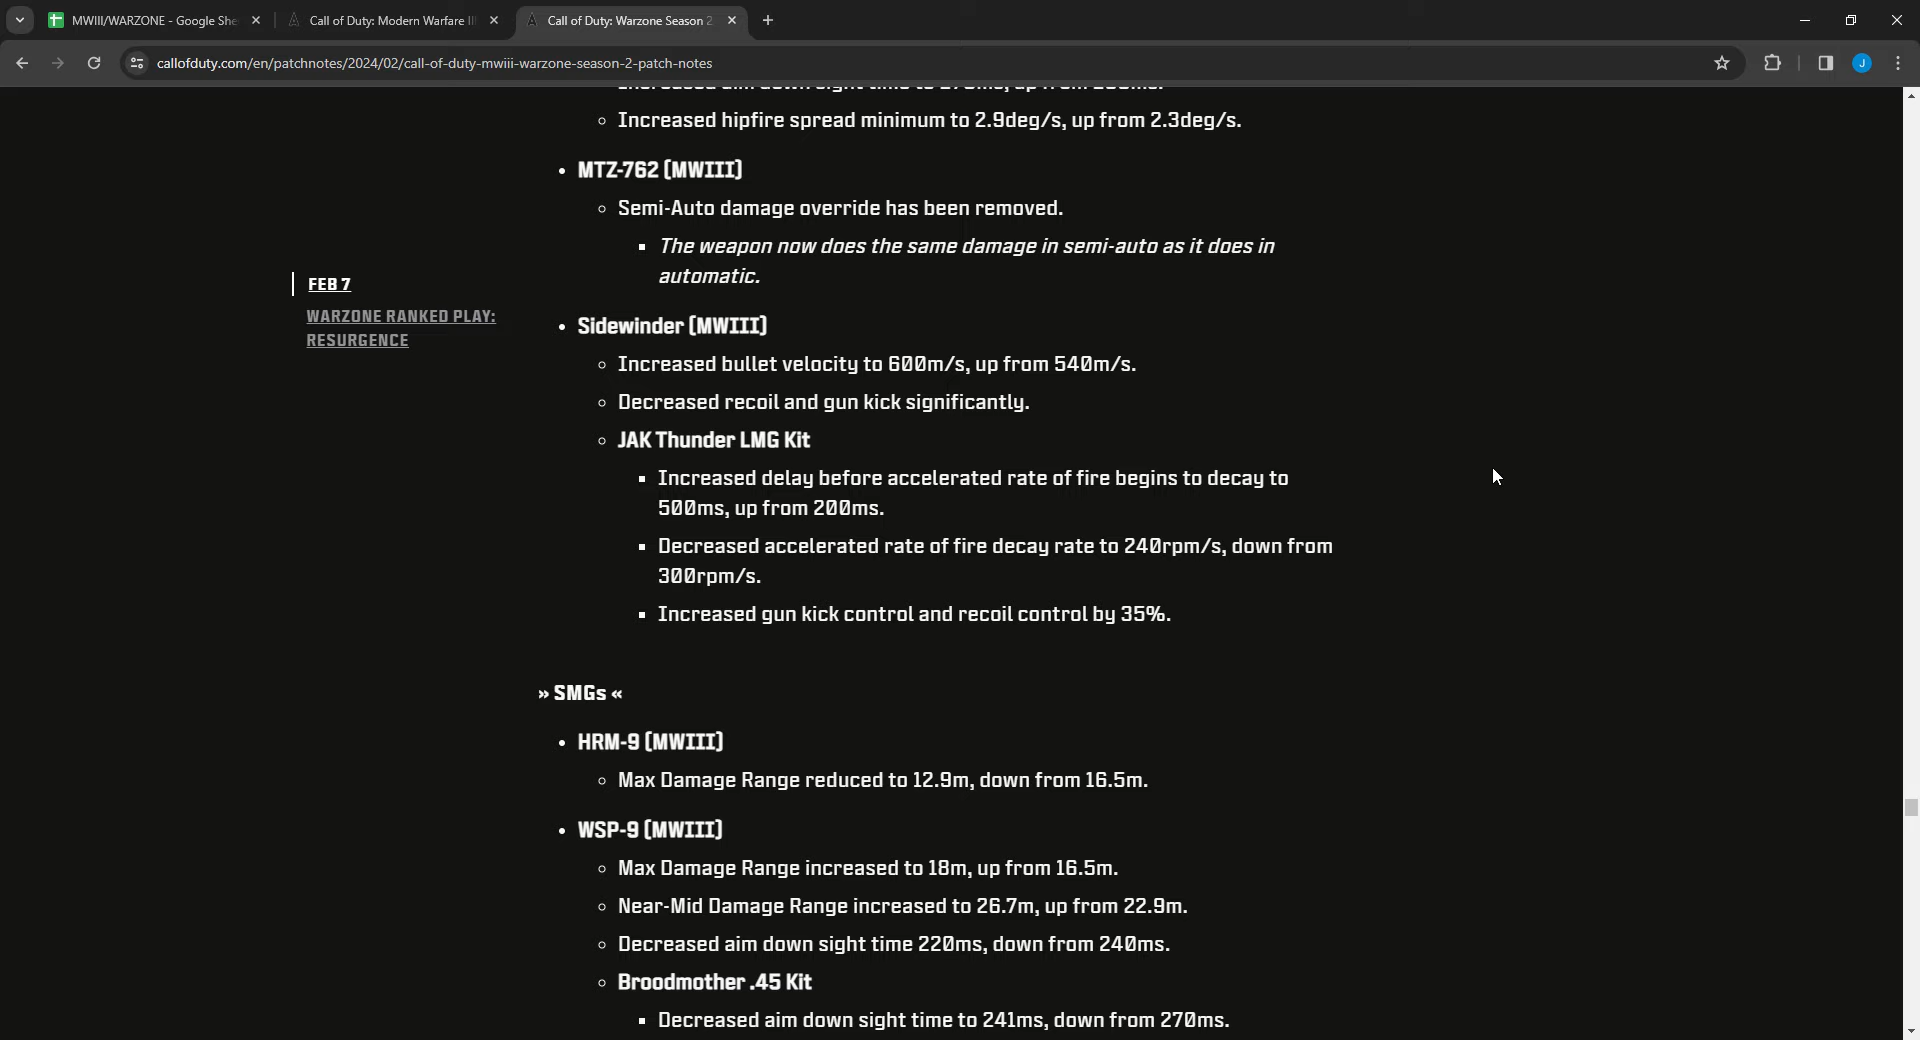 MWIII/WARZONE - Google She
Call of Duty: Modern Warfare III
Call of Duty: Warzone Season 2
callofduty.com/en/patchnotes/2024/02/call-of-duty-mwiii-warzone-season-2-patch-notes
J
Increased hipfire spread minimum to 2.9deg/s, up from 2.3deg/s.
MTZ-762 (MWIII)
Semi-Auto damage override has been removed.
The weapon now does the same damage in semi-auto as it does in
automatic.
FEB 7
WARZONE RANKED PLAY:
RESURGENCE
Sidewinder (MWIII)
Increased bullet velocity to 600m/s, up from 540m/s.
Decreased recoil and gun kick significantly.
JAK Thunder LMG Kit
Increased delay before accelerated rate of fire begins to decay to
500ms, up from 200ms.
Decreased accelerated rate of fire decay rate to 240rpm/s, down from
300rpm/s.
Increased gun kick control and recoil control by 35%.
» SMGs «
HRM-9 (MWIII)
Max Damage Range reduced to 12.9m, down from 16.5m.
WSP-9 (MWIII)
Max Damage Range increased to 18m, up from 16.5m.
Near-Mid Damage Range increased to 26.7m, up from 22.9m.
Decreased aim down sight time 220ms, down from 240ms.
Broodmother .45 Kit
Decreased aim down sight time to 241ms, down from 270ms.